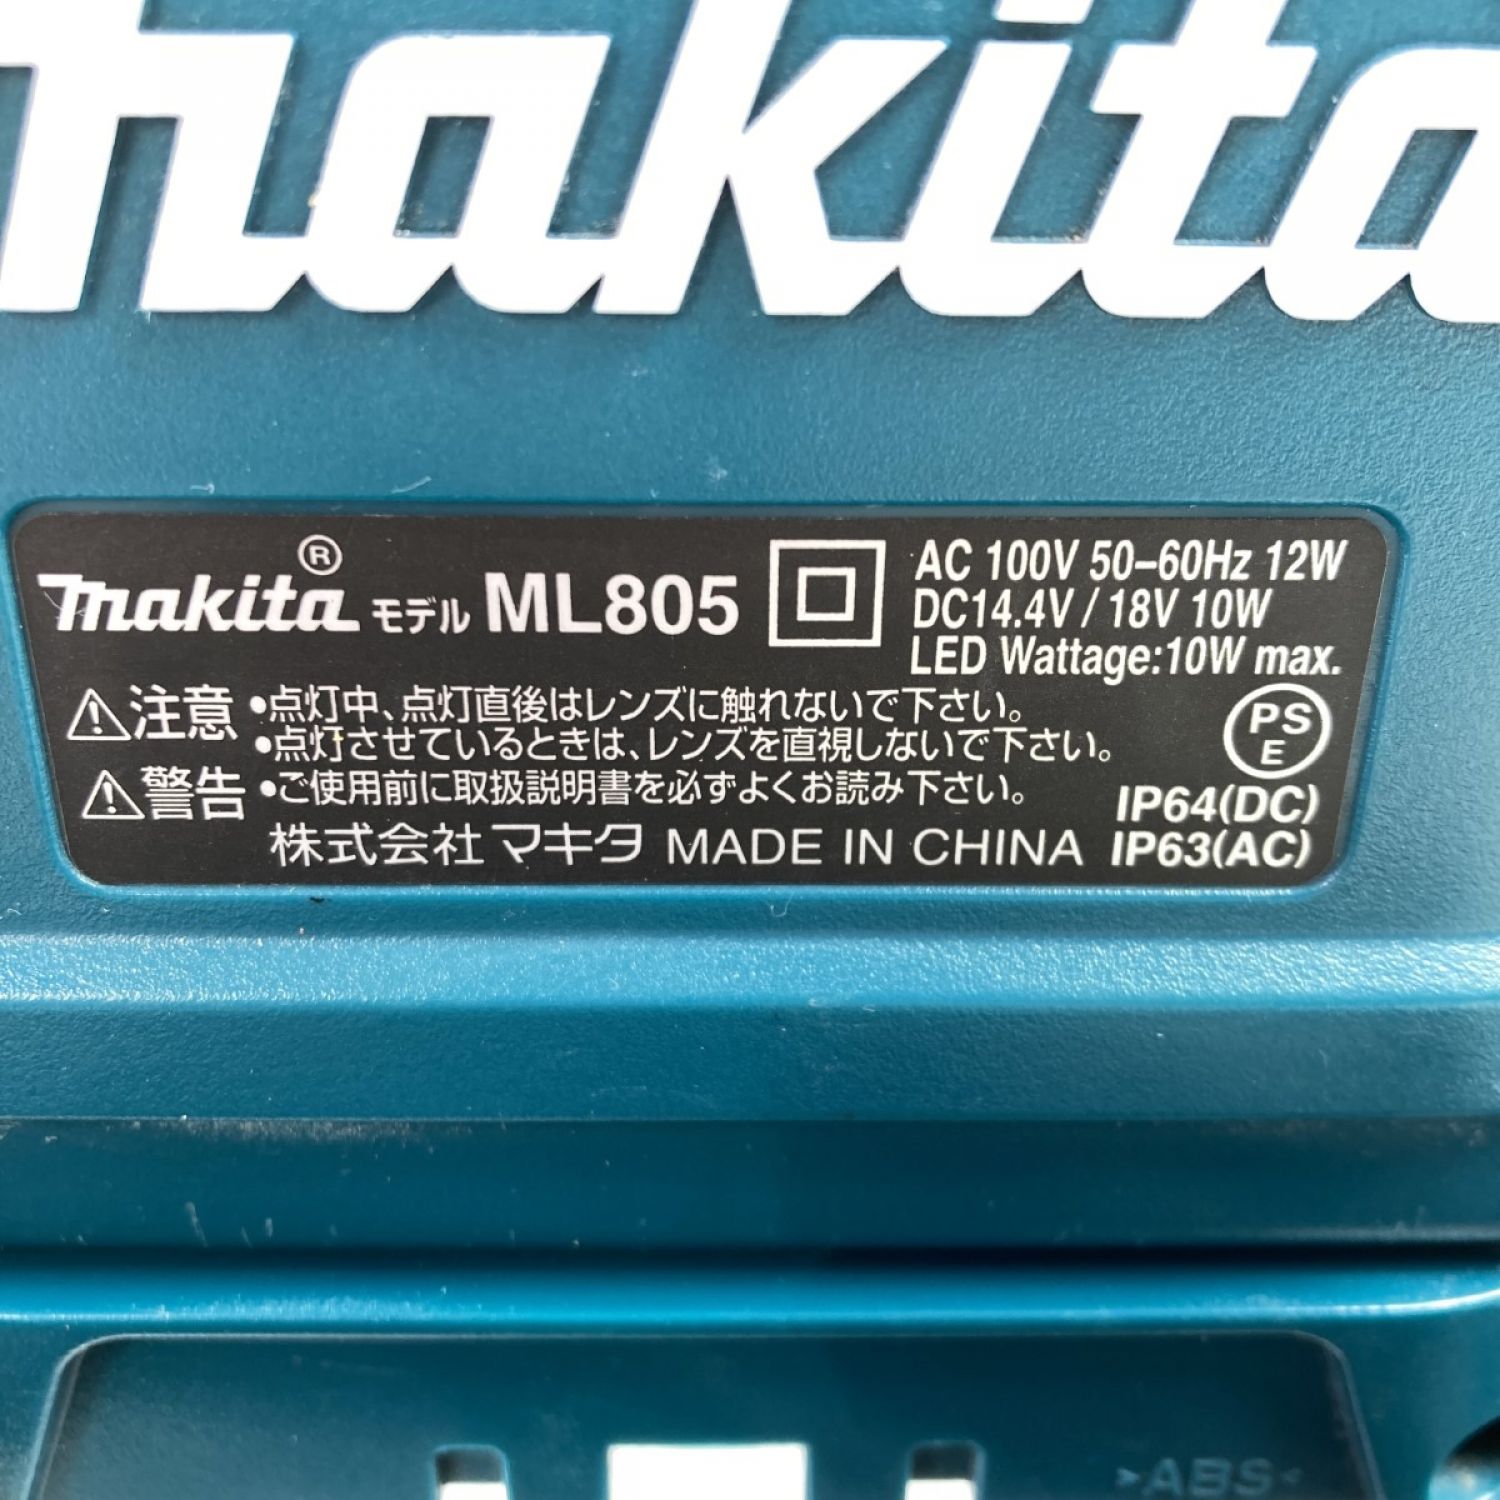 makita
makita® モデル ML805
AC 100V 50–60Hz 12W
DC14.4V / 18V 10W
LED Wattage:10W max.
⚠注意 •点灯中、点灯直後はレンズに触れないで下さい。
•点灯させているときは、レンズを直視しないで下さい。
⚠警告 •ご使用前に取扱説明書を必ずよくお読み下さい。
PS
E
IP64(DC)
株式会社マキタ MADE IN CHINA IP63(AC)
>ABS<